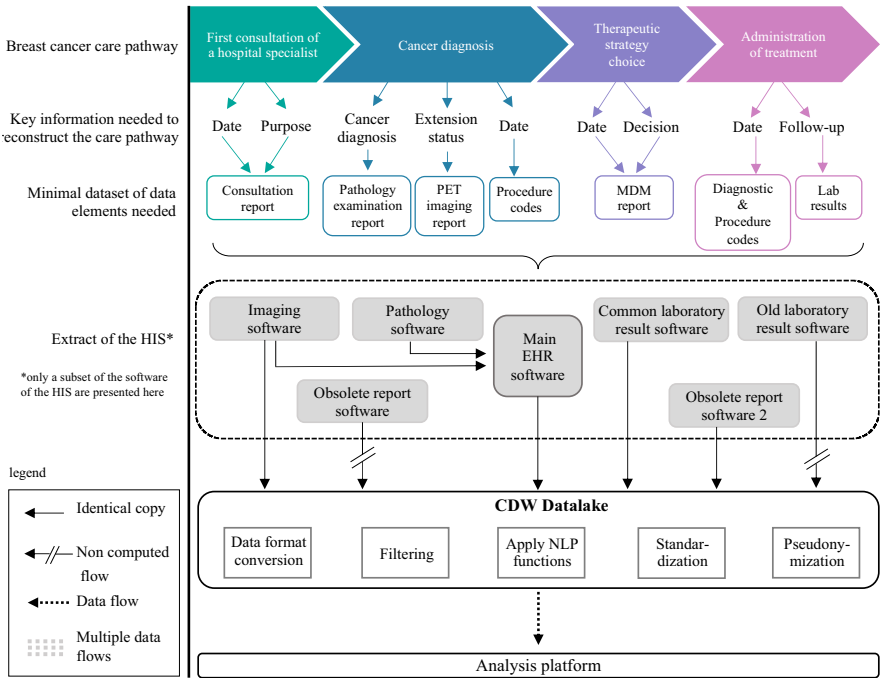 Breast cancer care pathway
First consultation of
a hospital specialist
Cancer diagnosis
Therapeutic
strategy
choice
Administration
of treatment
Key information needed to
reconstruct the care pathway
Date
Purpose
Cancer
diagnosis
Extension
status
Date
Date
Decision
Date
Follow-up
Minimal dataset of data
elements needed
Consultation
report
Pathology
examination
report
PET
imaging
report
Procedure
codes
MDM
report
Diagnostic
&
Procedure
codes
Lab
results
Extract of the HIS*
*only a subset of the software
of the HIS are presented here
Imaging
software
Pathology
software
Main
EHR
software
Common laboratory
result software
Old laboratory
result software
Obsolete report
software
Obsolete report
software 2
legend
Identical copy
Non computed
flow
Data flow
Multiple data
flows
CDW Datalake
Data format
conversion
Filtering
Apply NLP
functions
Standar-
dization
Pseudony-
mization
Analysis platform